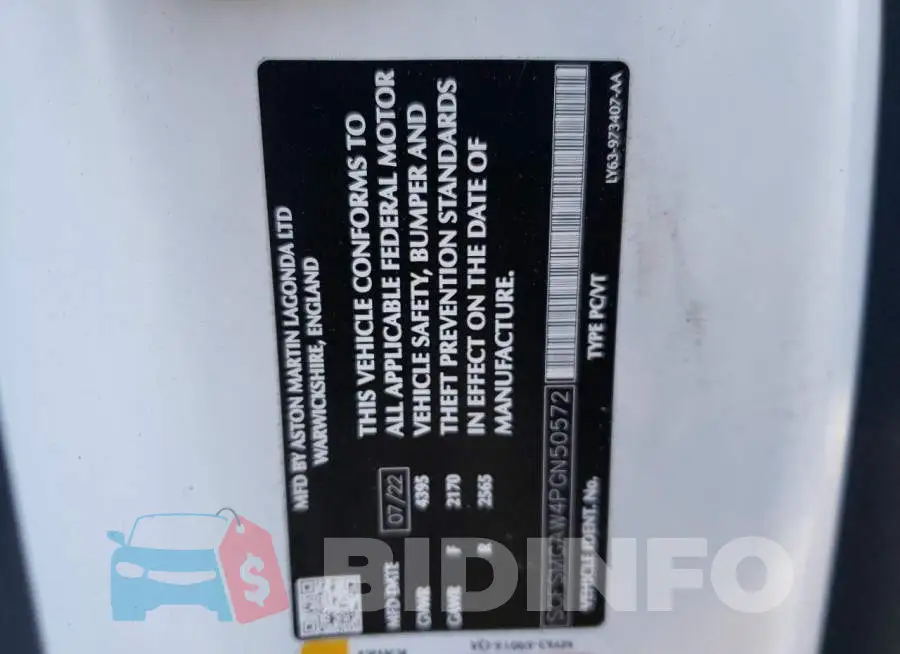 MFD BY ASTON MARTIN LAGONDA LTD
WARWICKSHIRE, ENGLAND
THIS VEHICLE CONFORMS TO
ALL APPLICABLE FEDERAL MOTOR
VEHICLE SAFETY, BUMPER AND
THEFT PREVENTION STANDARDS
IN EFFECT ON THE DATE OF
MANUFACTURE.
MFD DATE 07/22
GVWR 4395
GAWR F 2170
R 2565
SCFSMGAW4PGN50572
VEHICLE IDENT. No. TYPE PC/VT
LY63-973407-AA
$ BIDINFO